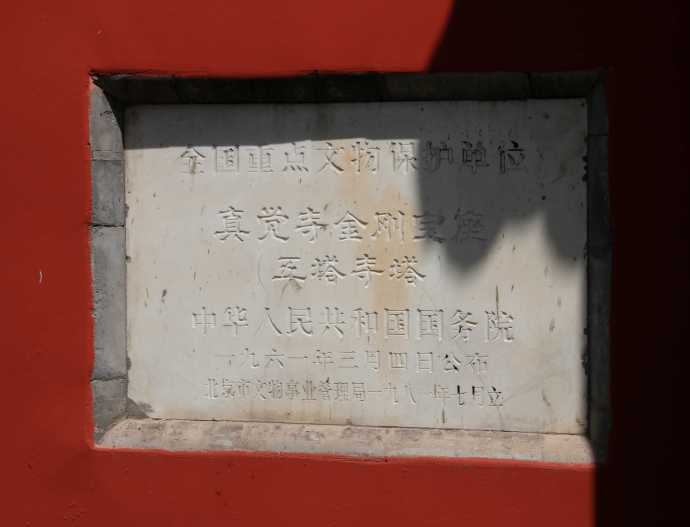 全国重点文物保护单位
真觉寺金刚宝座
(五塔寺塔)
中华人民共和国国务院
一九六一年三月四日公布
北京市文物事业管理局一九八一年七月立